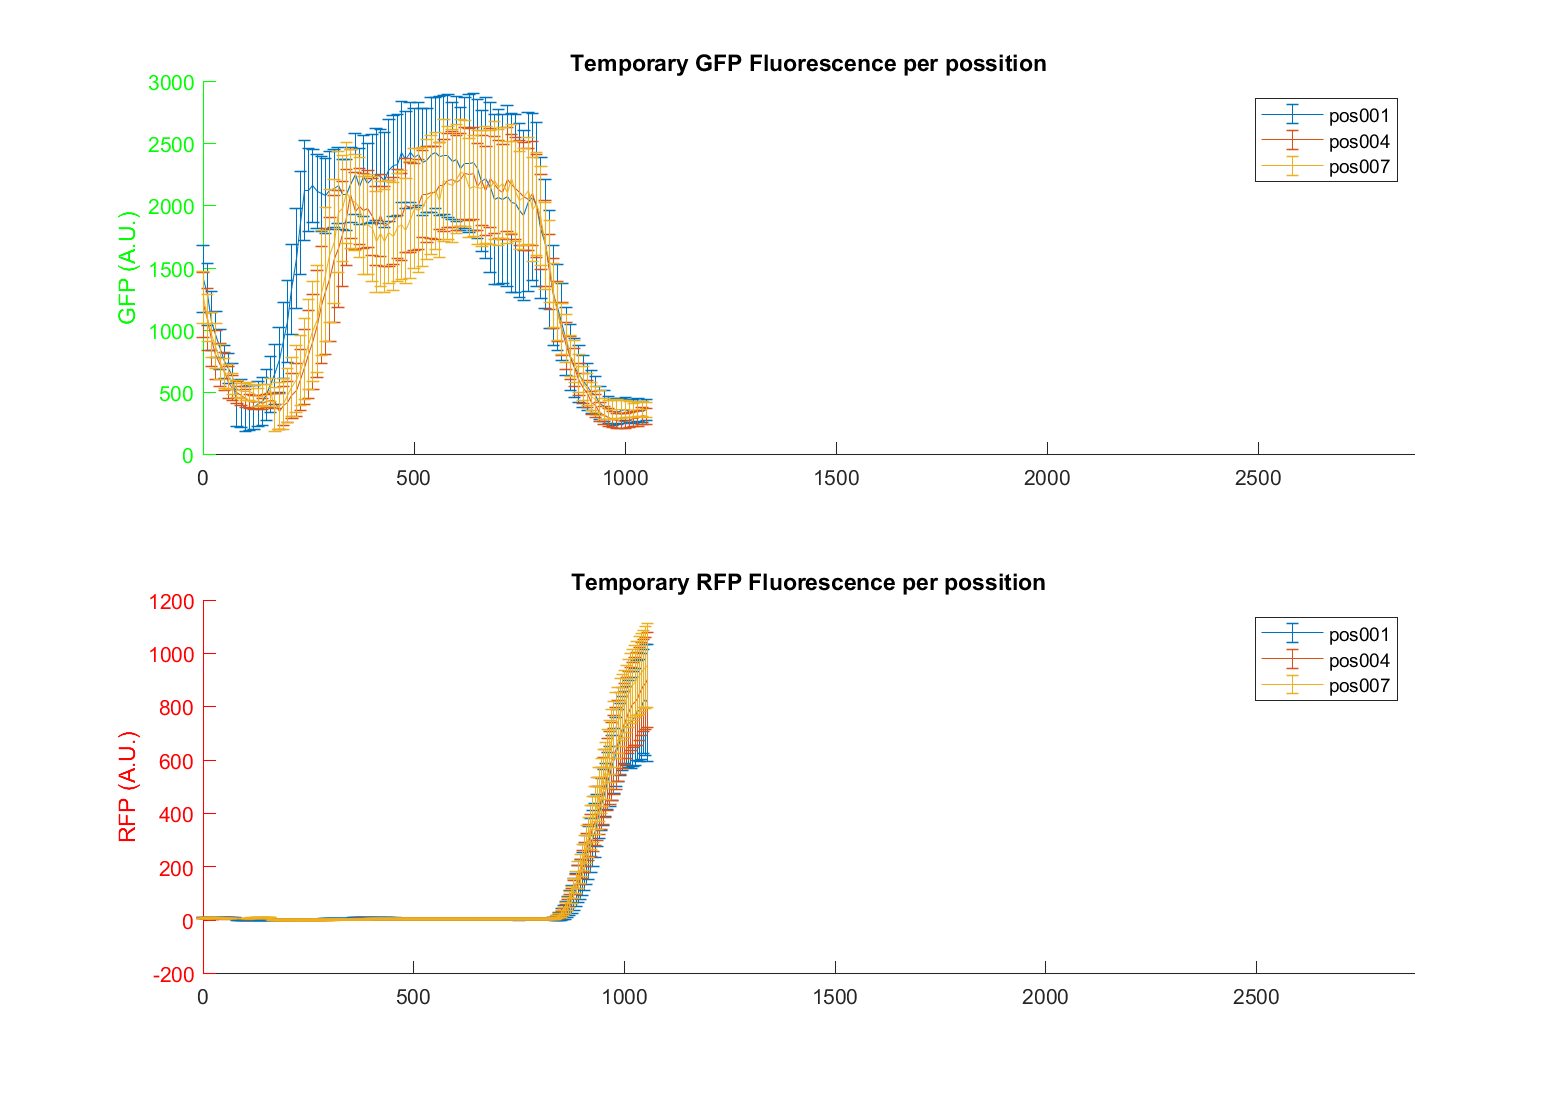 Temporary GFP Fluorescence per possition
3000
2500
2000
1500
1000
500
0
GFP (A.U.)
0 500 1000 1500 2000 2500
pos001
pos004
pos007
Temporary RFP Fluorescence per possition
1200
1000
800
600
400
200
0
-200
RFP (A.U.)
0 500 1000 1500 2000 2500
pos001
pos004
pos007